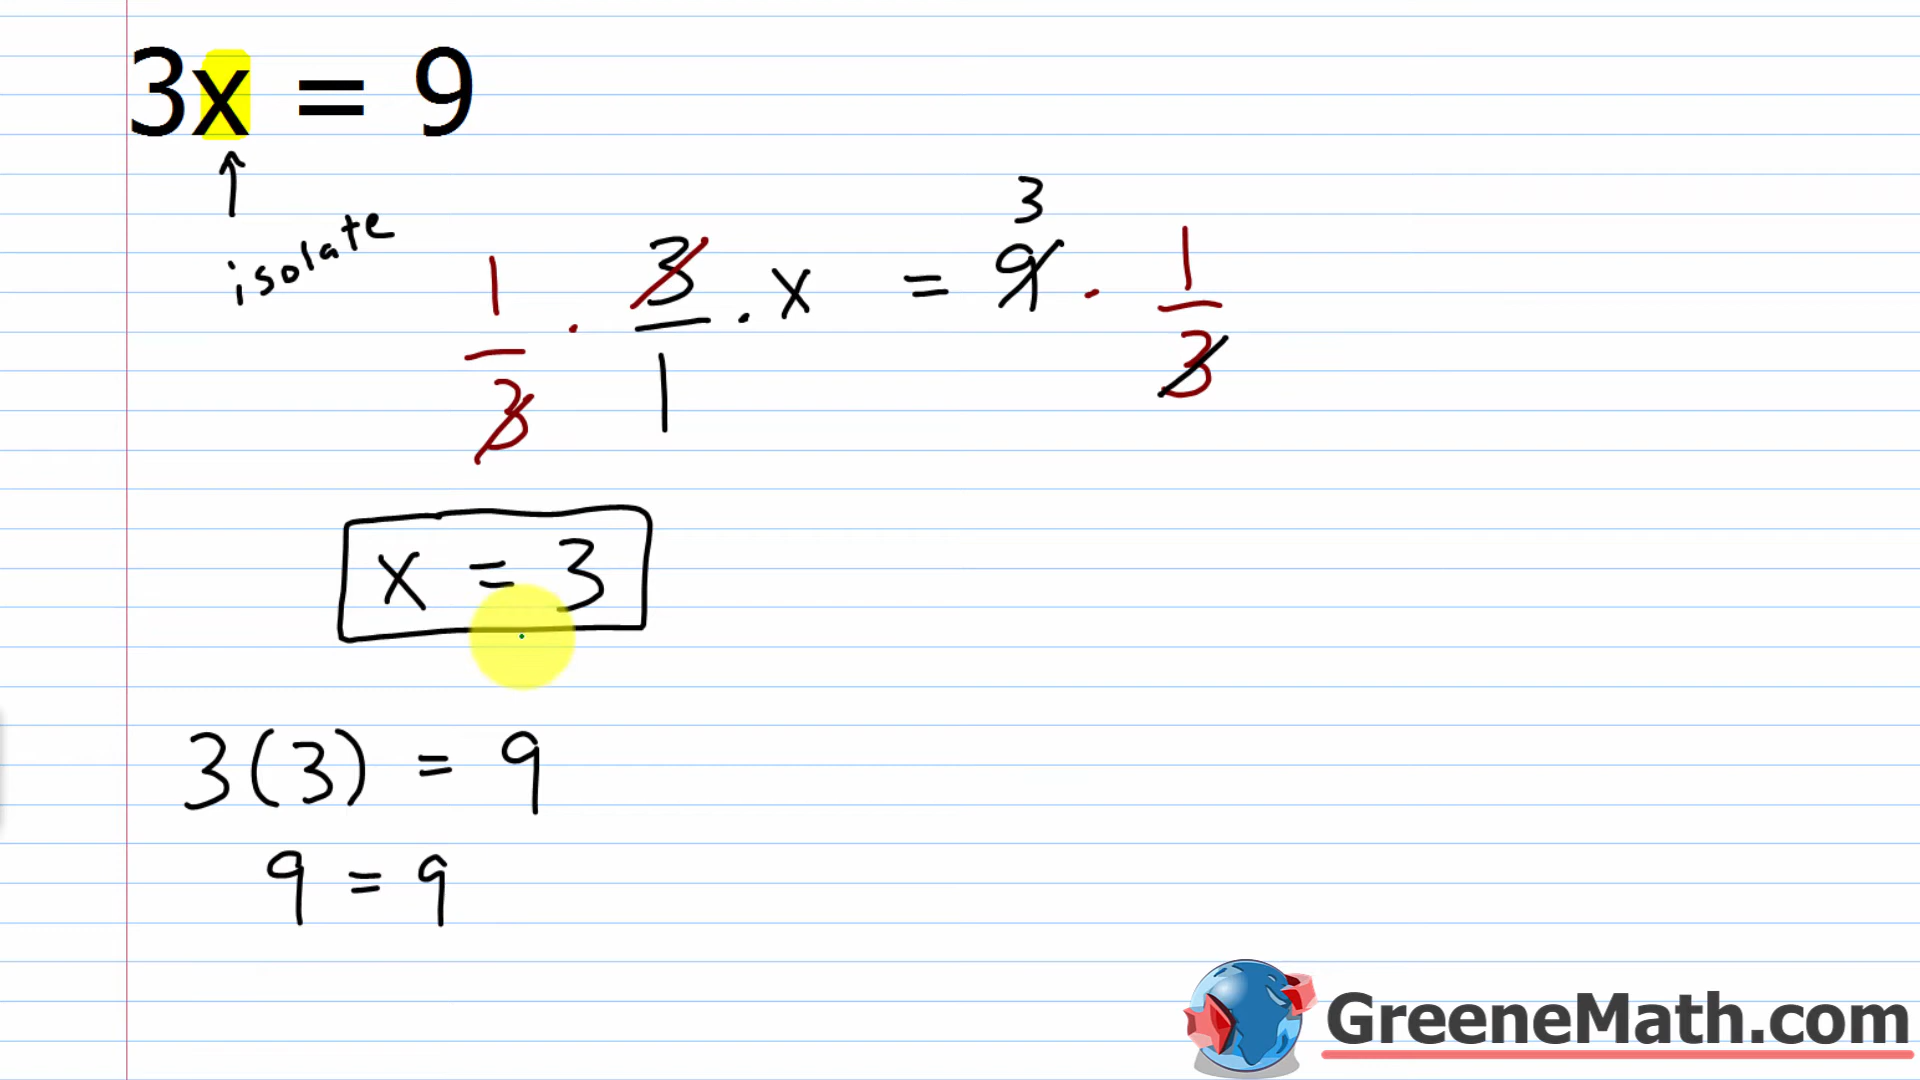 3x = 9
isolate
1/3 · 3/1 · x = 9 · 1/3
3
x = 3
3(3) = 9
9 = 9
GreeneMath.com